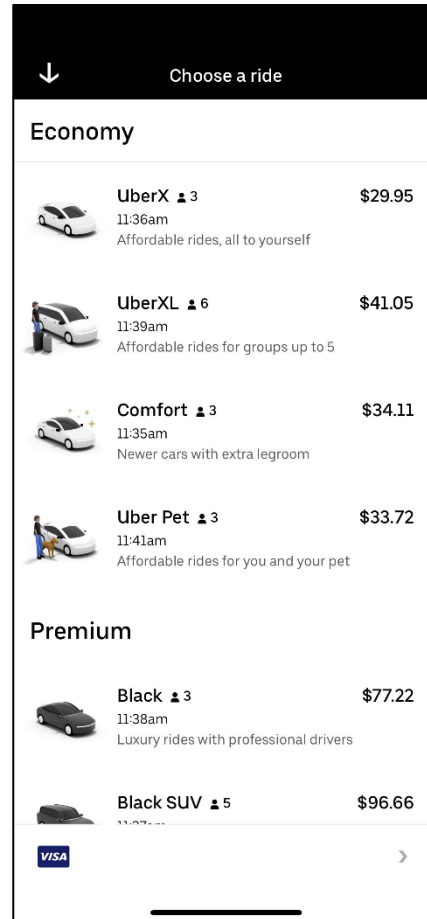 Choose a ride
Economy
UberX 3 $29.95
11:36am
Affordable rides, all to yourself
UberXL 6 $41.05
11:39am
Affordable rides for groups up to 5
Comfort 3 $34.11
11:35am
Newer cars with extra legroom
Uber Pet 3 $33.72
11:41am
Affordable rides for you and your pet
Premium
Black 3 $77.22
11:38am
Luxury rides with professional drivers
Black SUV 5 $96.66
VISA